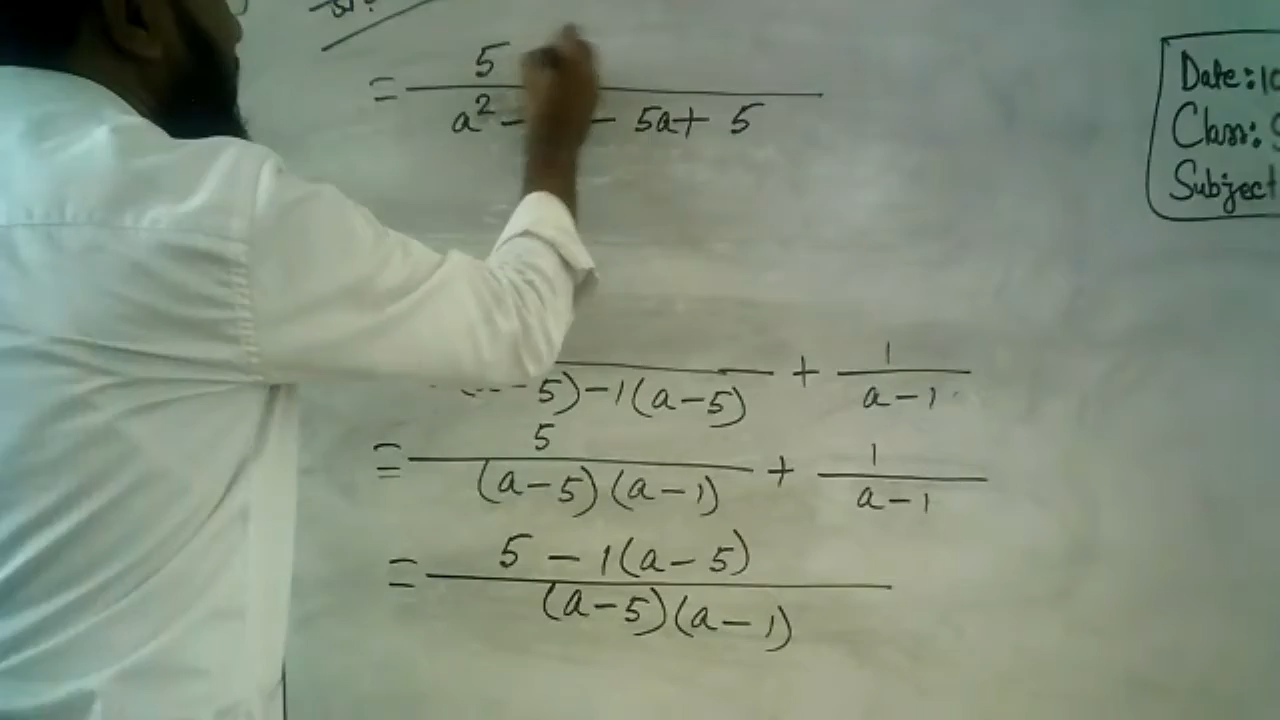 = 5 / a² - - 5a + 5
5) - 1(a - 5) + 1 / a - 1
= 5 / (a - 5)(a - 1) + 1 / a - 1
= 5 - 1(a - 5) / (a - 5)(a - 1)
Date:
Class:
Subject